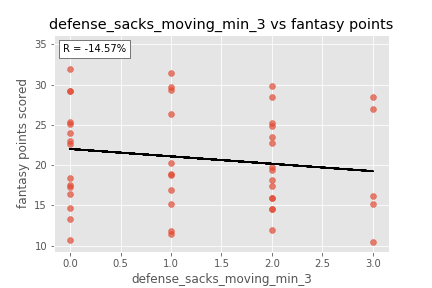 defense_sacks_moving_min_3 vs fantasy points
R = -14.57%
fantasy points scored
35
30
25
20
15
10
0.0 0.5 1.0 1.5 2.0 2.5 3.0
defense_sacks_moving_min_3